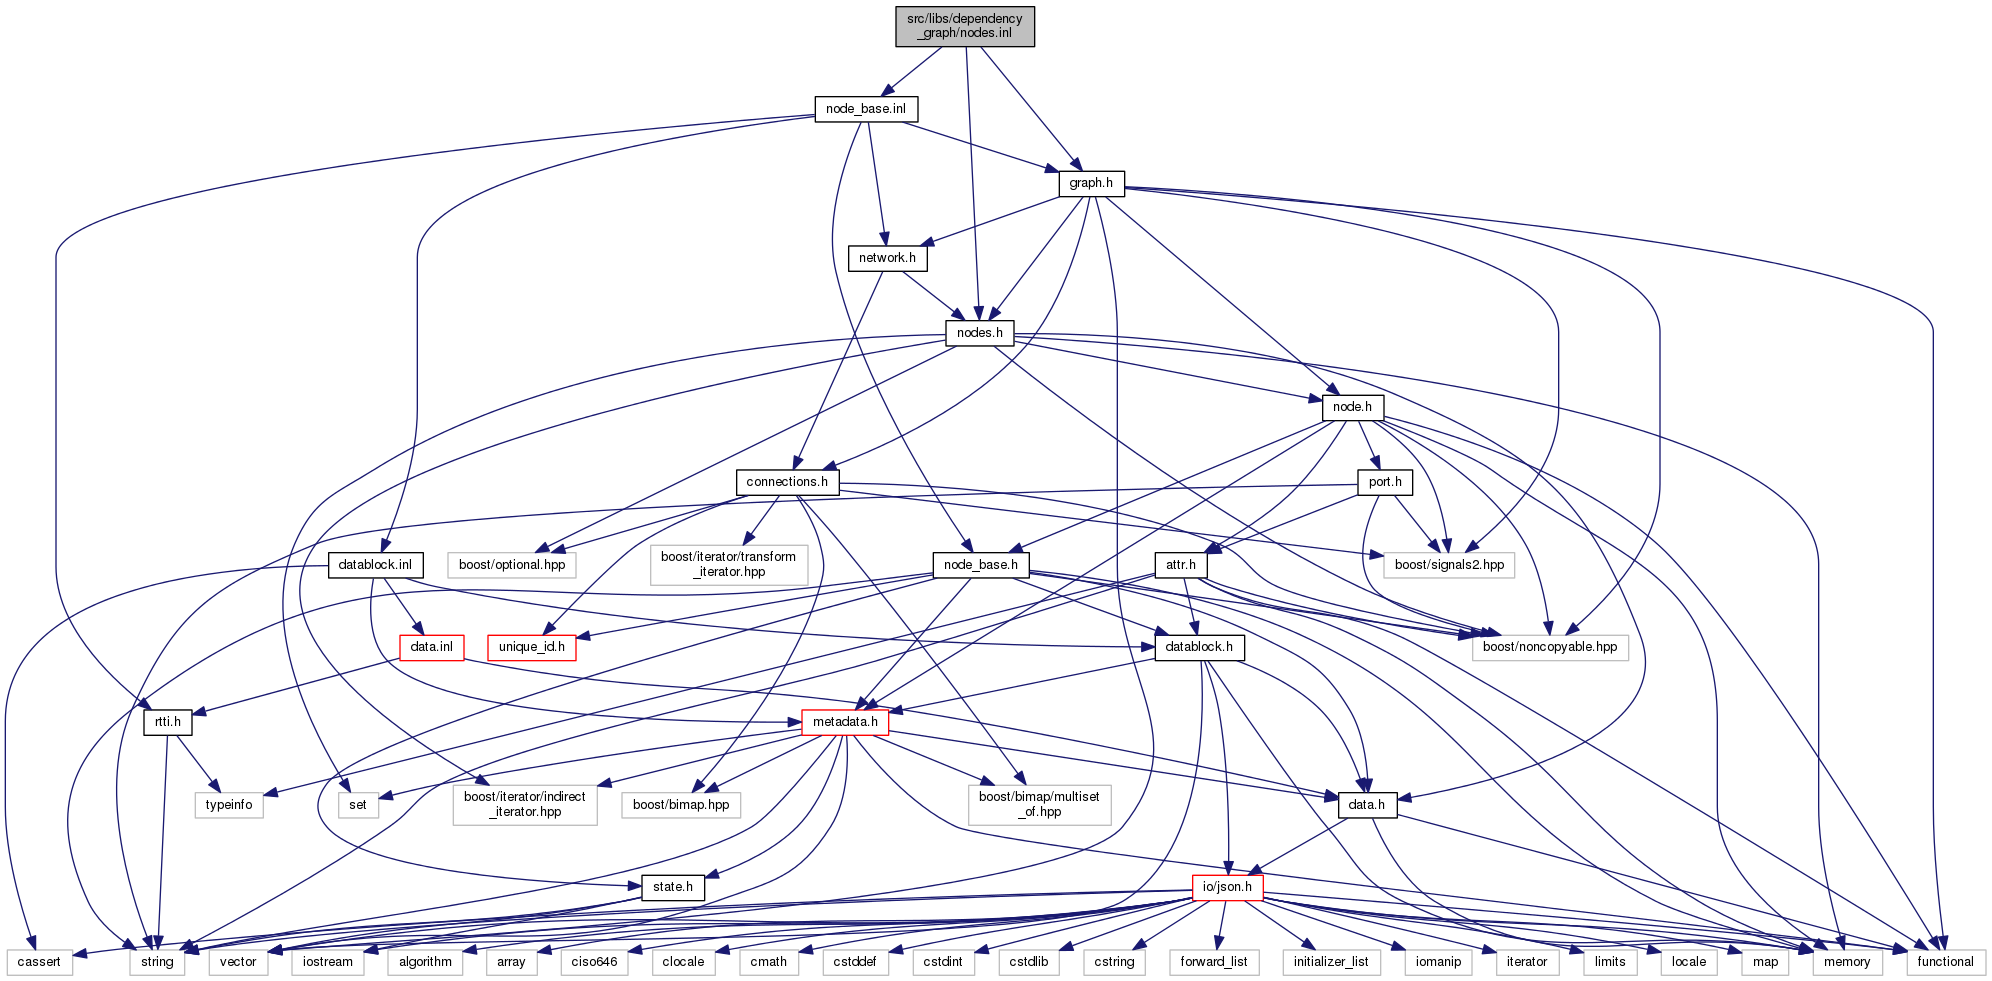 src/libs/dependency
_graph/nodes.inl
node_base.inl
graph.h
network.h
nodes.h
node.h
connections.h
port.h
datablock.inl
boost/optional.hpp
boost/iterator/transform
_iterator.hpp
node_base.h
attr.h
boost/signals2.hpp
data.inl
unique_id.h
datablock.h
boost/noncopyable.hpp
rtti.h
metadata.h
typeinfo
set
boost/iterator/indirect
_iterator.hpp
boost/bimap.hpp
boost/bimap/multiset
_of.hpp
data.h
state.h
io/json.h
cassert
string
vector
iostream
algorithm
array
ciso646
clocale
cmath
cstddef
cstdint
cstdlib
cstring
forward_list
initializer_list
iomanip
iterator
limits
locale
map
memory
functional